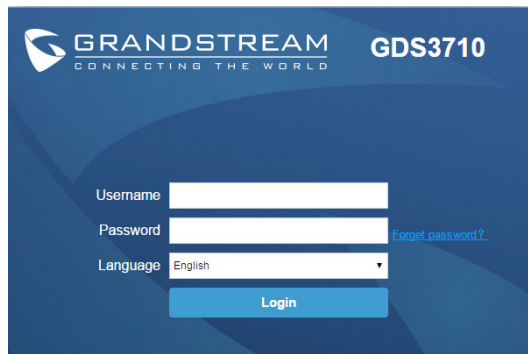 GRANDSTREAM
CONNECTING THE WORLD
GDS3710
Username
Password
Forget password?
Language English
Login